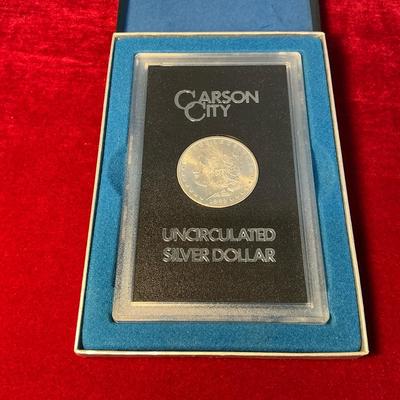 CARSON
CITY
UNCIRCULATED
SILVER DOLLAR